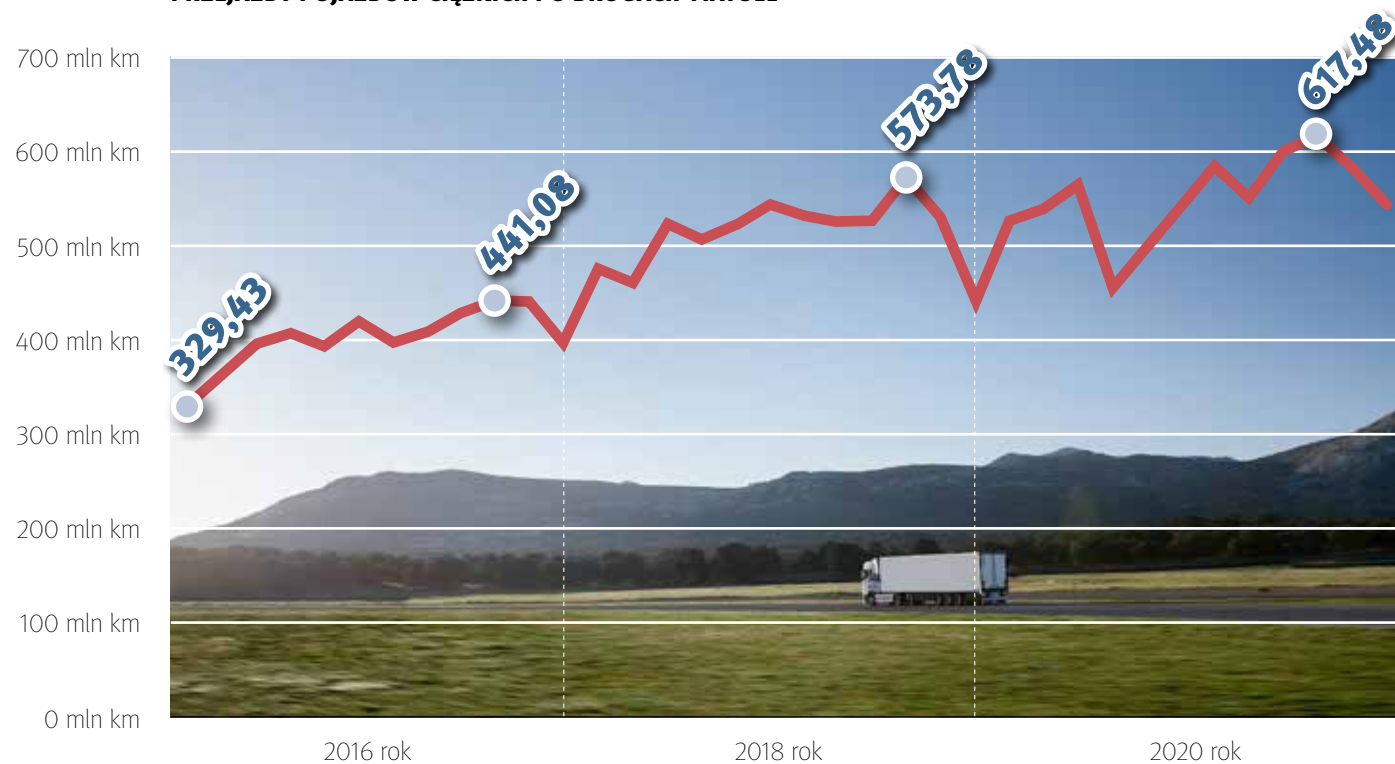 700 mln km
600 mln km
500 mln km
400 mln km
300 mln km
200 mln km
100 mln km
0 mln km
329,43
441,08
573,78
617,48
2016 rok
2018 rok
2020 rok